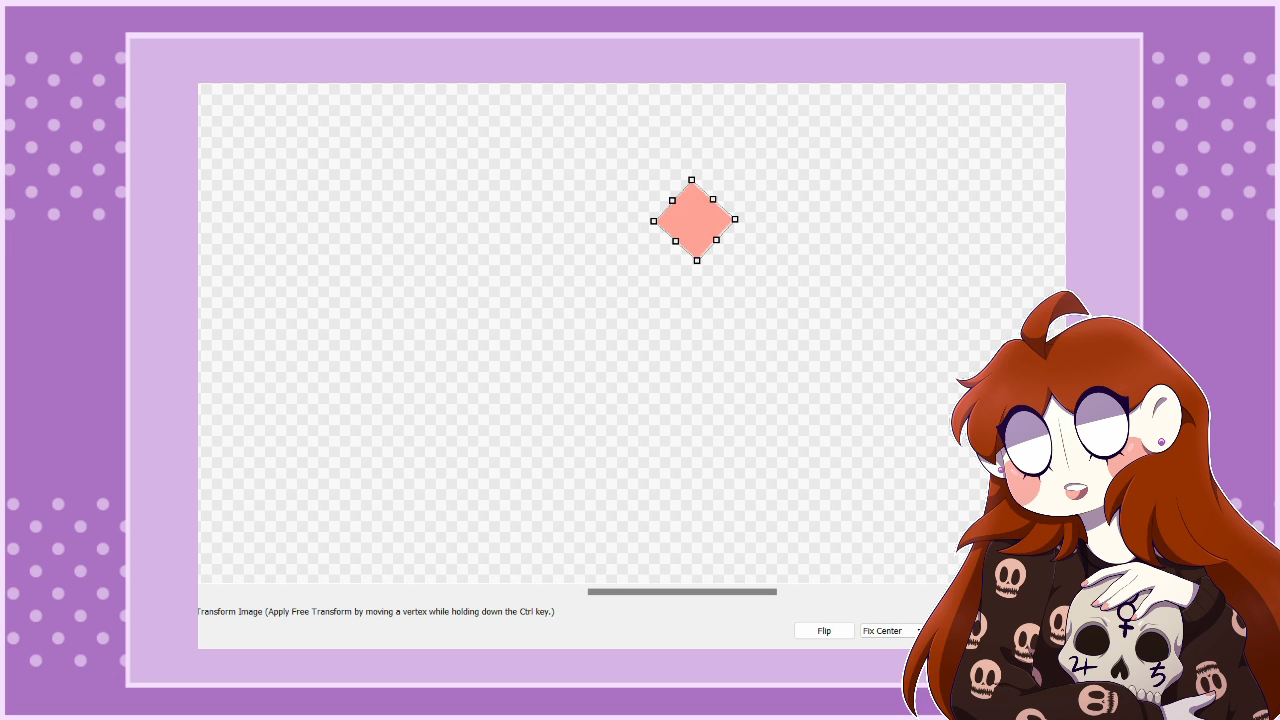 Transform Image (Apply Free Transform by moving a vertex while holding down the Ctrl key.)
Flip
Fix Center